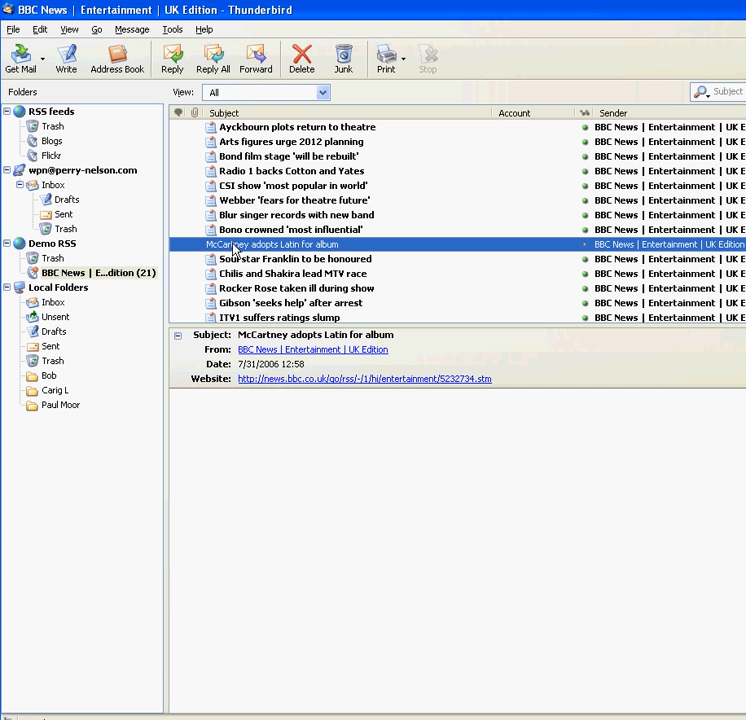 BBC News | Entertainment | UK Edition - Thunderbird
File Edit View Go Message Tools Help
Get Mail Write Address Book Reply Reply All Forward Delete Junk Print Stop
Folders
View: All
Subject
RSS feeds
Trash
Blogs
Flickr
wpn@perry-nelson.com
Inbox
Drafts
Sent
Trash
Demo RSS
Trash
BBC News | E...dition (21)
Local Folders
Inbox
Unsent
Drafts
Sent
Trash
Bob
Carig L
Paul Moor
Subject Account Sender
Ayckbourn plots return to theatre BBC News | Entertainment | UK E
Arts figures urge 2012 planning BBC News | Entertainment | UK E
Bond film stage 'will be rebuilt' BBC News | Entertainment | UK E
Radio 1 backs Cotton and Yates BBC News | Entertainment | UK E
CSI show 'most popular in world' BBC News | Entertainment | UK E
Webber 'fears for theatre future' BBC News | Entertainment | UK E
Blur singer records with new band BBC News | Entertainment | UK E
Bono crowned 'most influential' BBC News | Entertainment | UK E
McCartney adopts Latin for album BBC News | Entertainment | UK Edition
Soul star Franklin to be honoured BBC News | Entertainment | UK E
Chilis and Shakira lead MTV race BBC News | Entertainment | UK E
Rocker Rose taken ill during show BBC News | Entertainment | UK E
Gibson 'seeks help' after arrest BBC News | Entertainment | UK E
ITV1 suffers ratings slump BBC News | Entertainment | UK E
Subject: McCartney adopts Latin for album
From: BBC News | Entertainment | UK Edition
Date: 7/31/2006 12:58
Website: http://news.bbc.co.uk/go/rss/-/1/hi/entertainment/5232734.stm